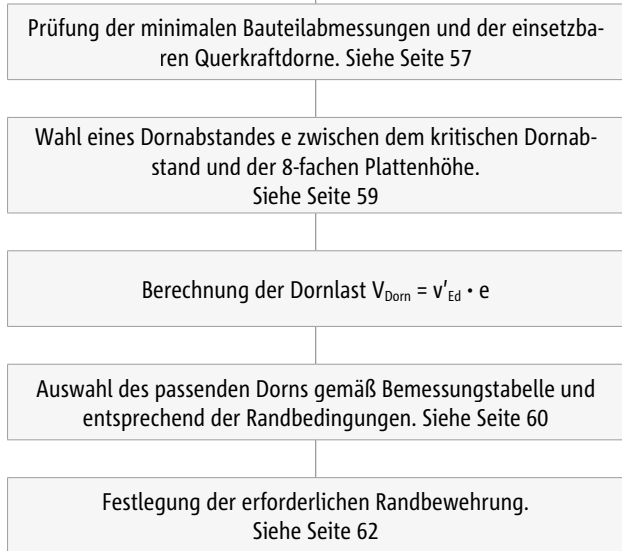 Prüfung der minimalen Bauteilabmessungen und der einsetzba-
ren Querkraftdorne. Siehe Seite 57
Wahl eines Dornabstandes e zwischen dem kritischen Dornab-
stand und der 8-fachen Plattenhöhe.
Siehe Seite 59
Berechnung der Dornlast V_Dorn = v′_Ed · e
Auswahl des passenden Dorns gemäß Bemessungstabelle und
entsprechend der Randbedingungen. Siehe Seite 60
Festlegung der erforderlichen Randbewehrung.
Siehe Seite 62